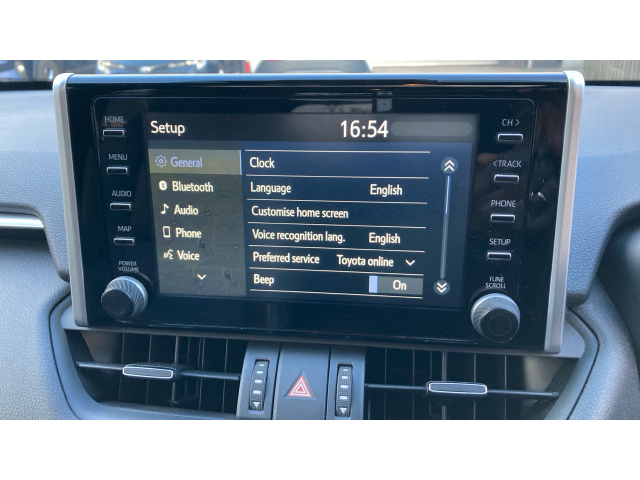 HOME
MENU
AUDIO
MAP
POWER
VOLUME
Setup 16:54
General
Bluetooth
Audio
Phone
Voice
Clock
Language English
Customise home screen
Voice recognition lang. English
Preferred service Toyota online
Beep On
CH >
< TRACK
PHONE
SETUP
TUNE
SCROLL